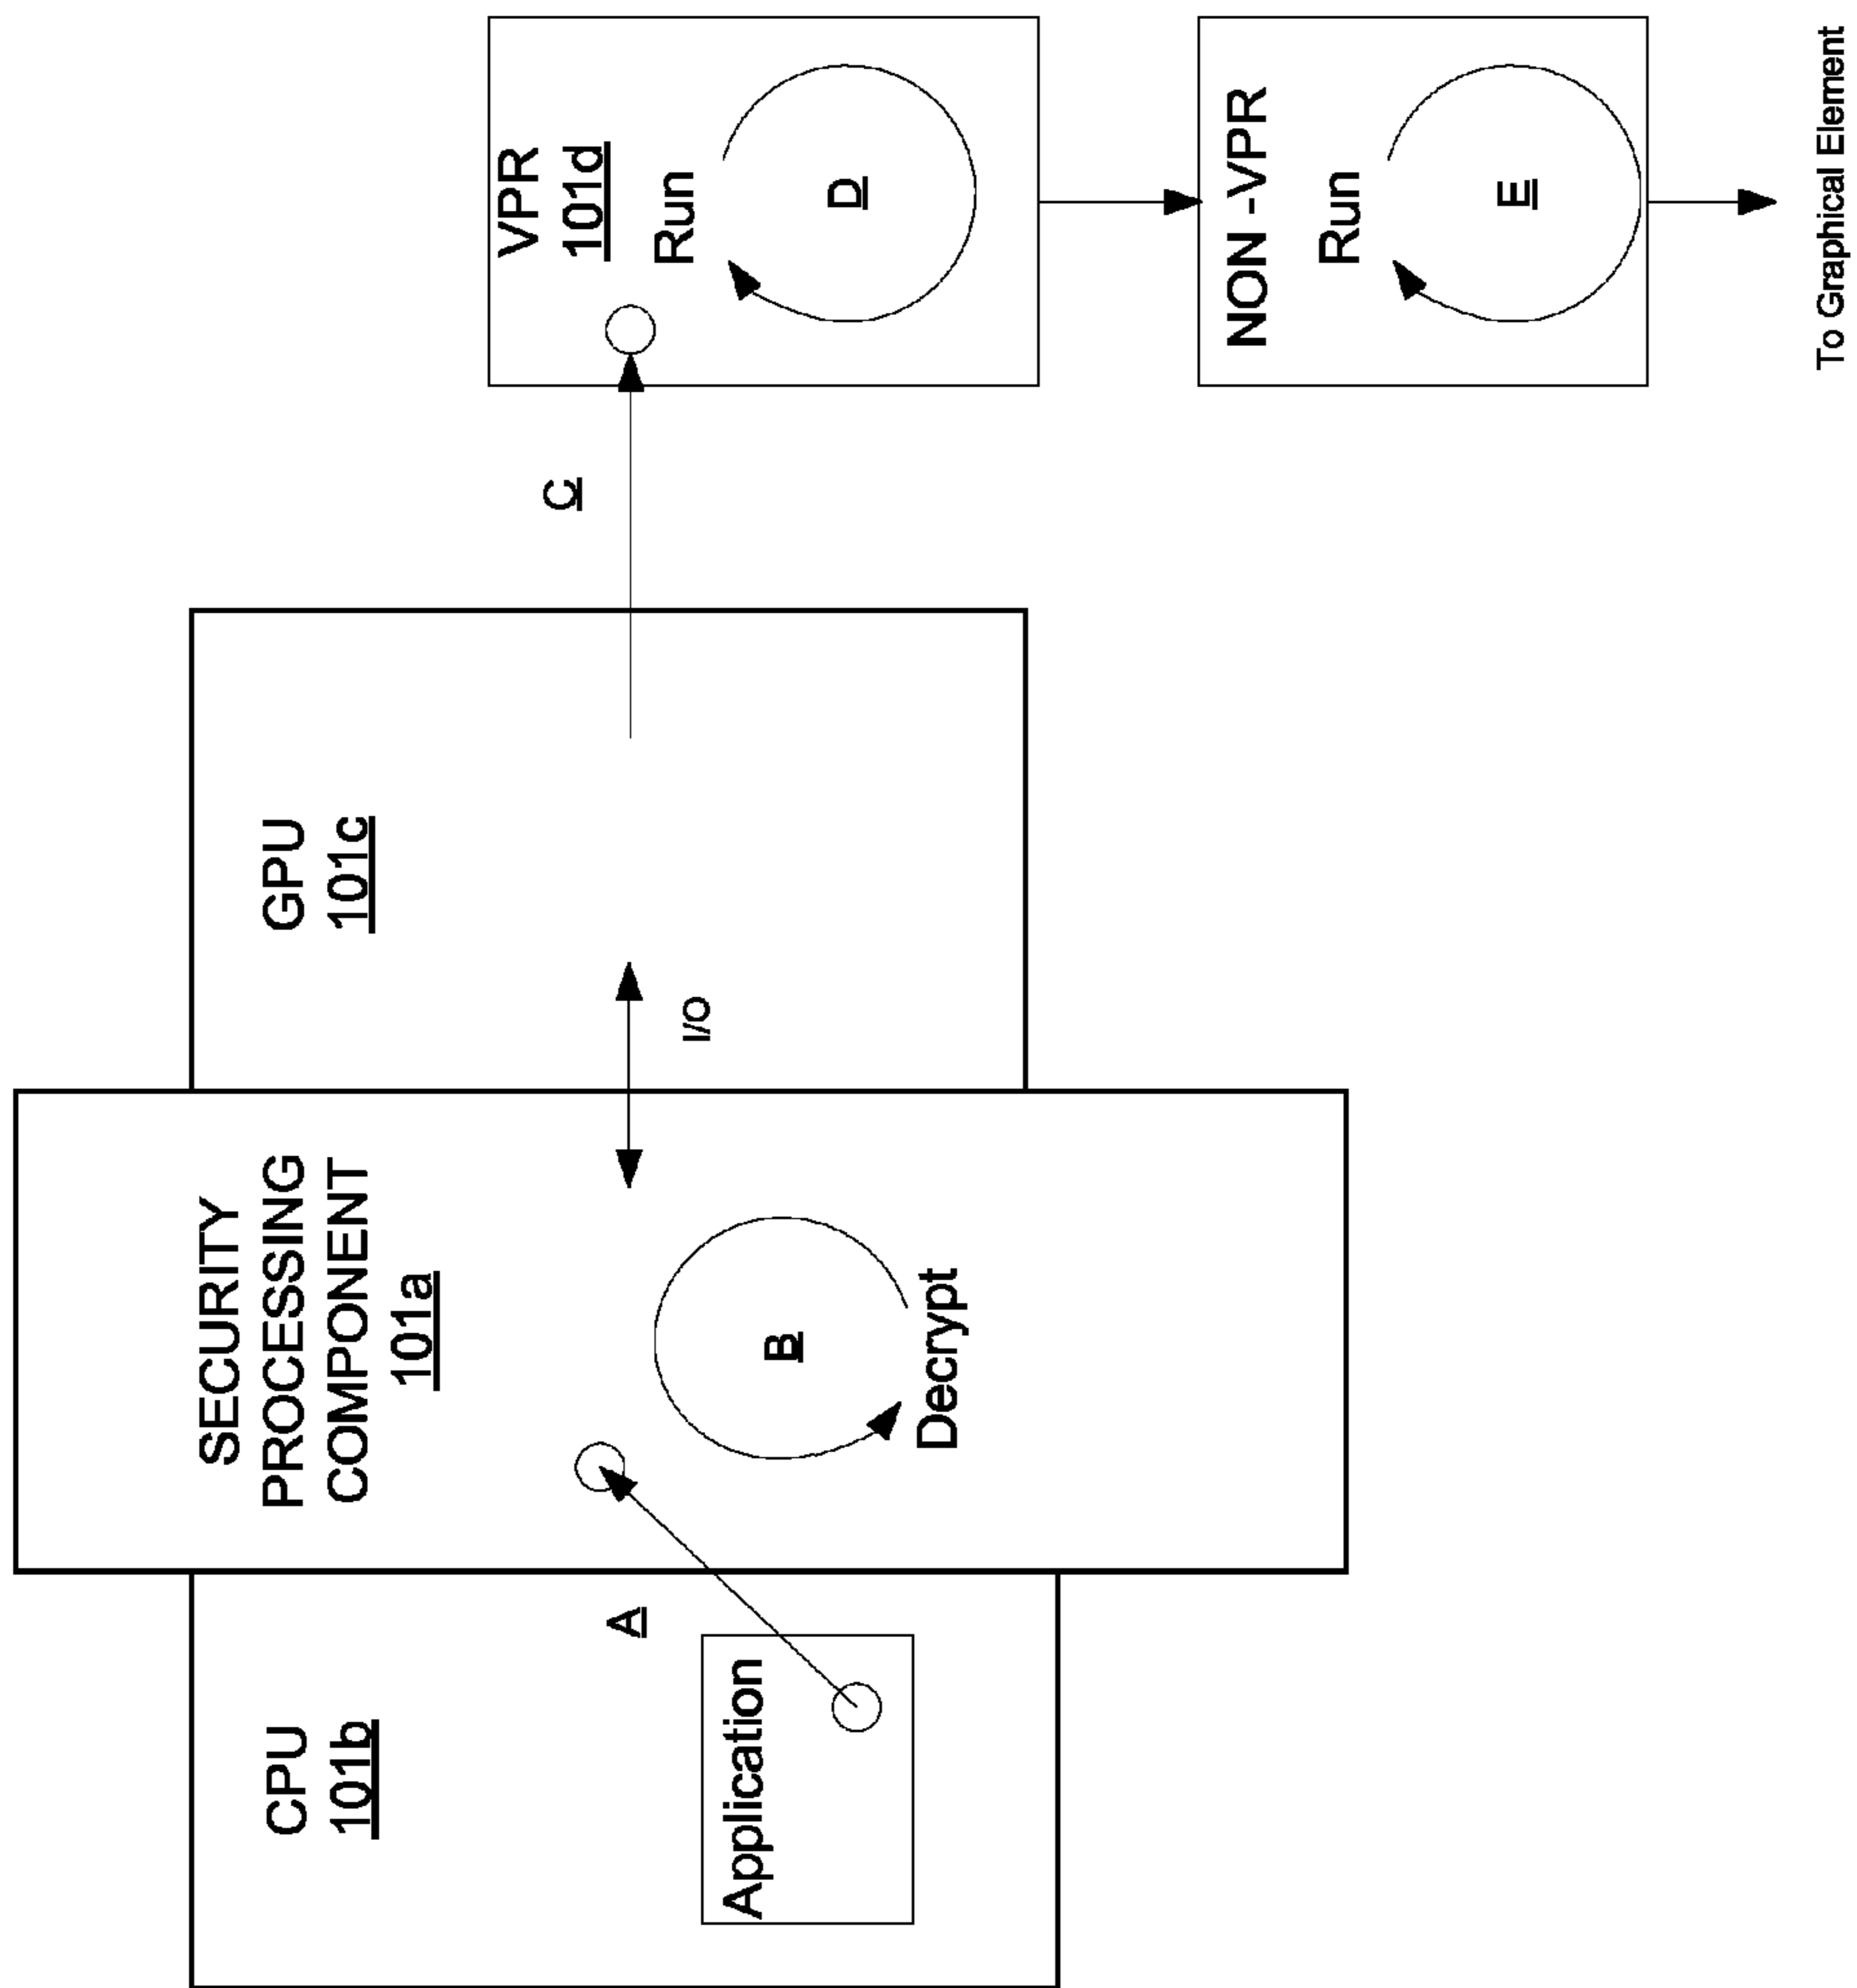 CPU
101b
Application
A
SECURITY
PROCESSING
COMPONENT
101a
B
Decrypt
I/O
GPU
101c
C
VPR
101d
Run
D
NON -VPR
Run
E
To Graphical Element